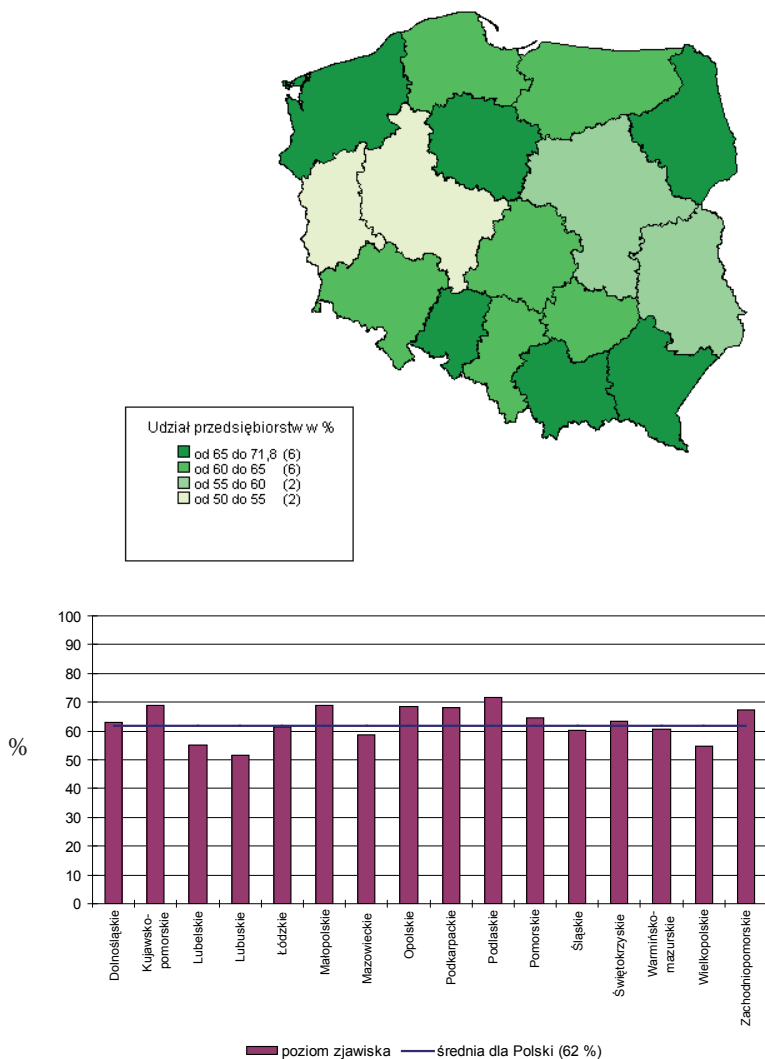 Udział przedsiębiorstw w %
od 65 do 71,8 (6)
od 60 do 65 (6)
od 55 do 60 (2)
od 50 do 55 (2)
100
90
80
70
60
50
40
30
20
10
0
%
Dolnośląskie
Kujawsko-
pomorskie
Lubelskie
Lubuskie
Łódzkie
Małopolskie
Mazowieckie
Opolskie
Podkarpackie
Podlaskie
Pomorskie
Śląskie
Świętokrzyskie
Warmińsko-
mazurskie
Wielkopolskie
Zachodniopomorskie
poziom zjawiska
średnia dla Polski (62 %)